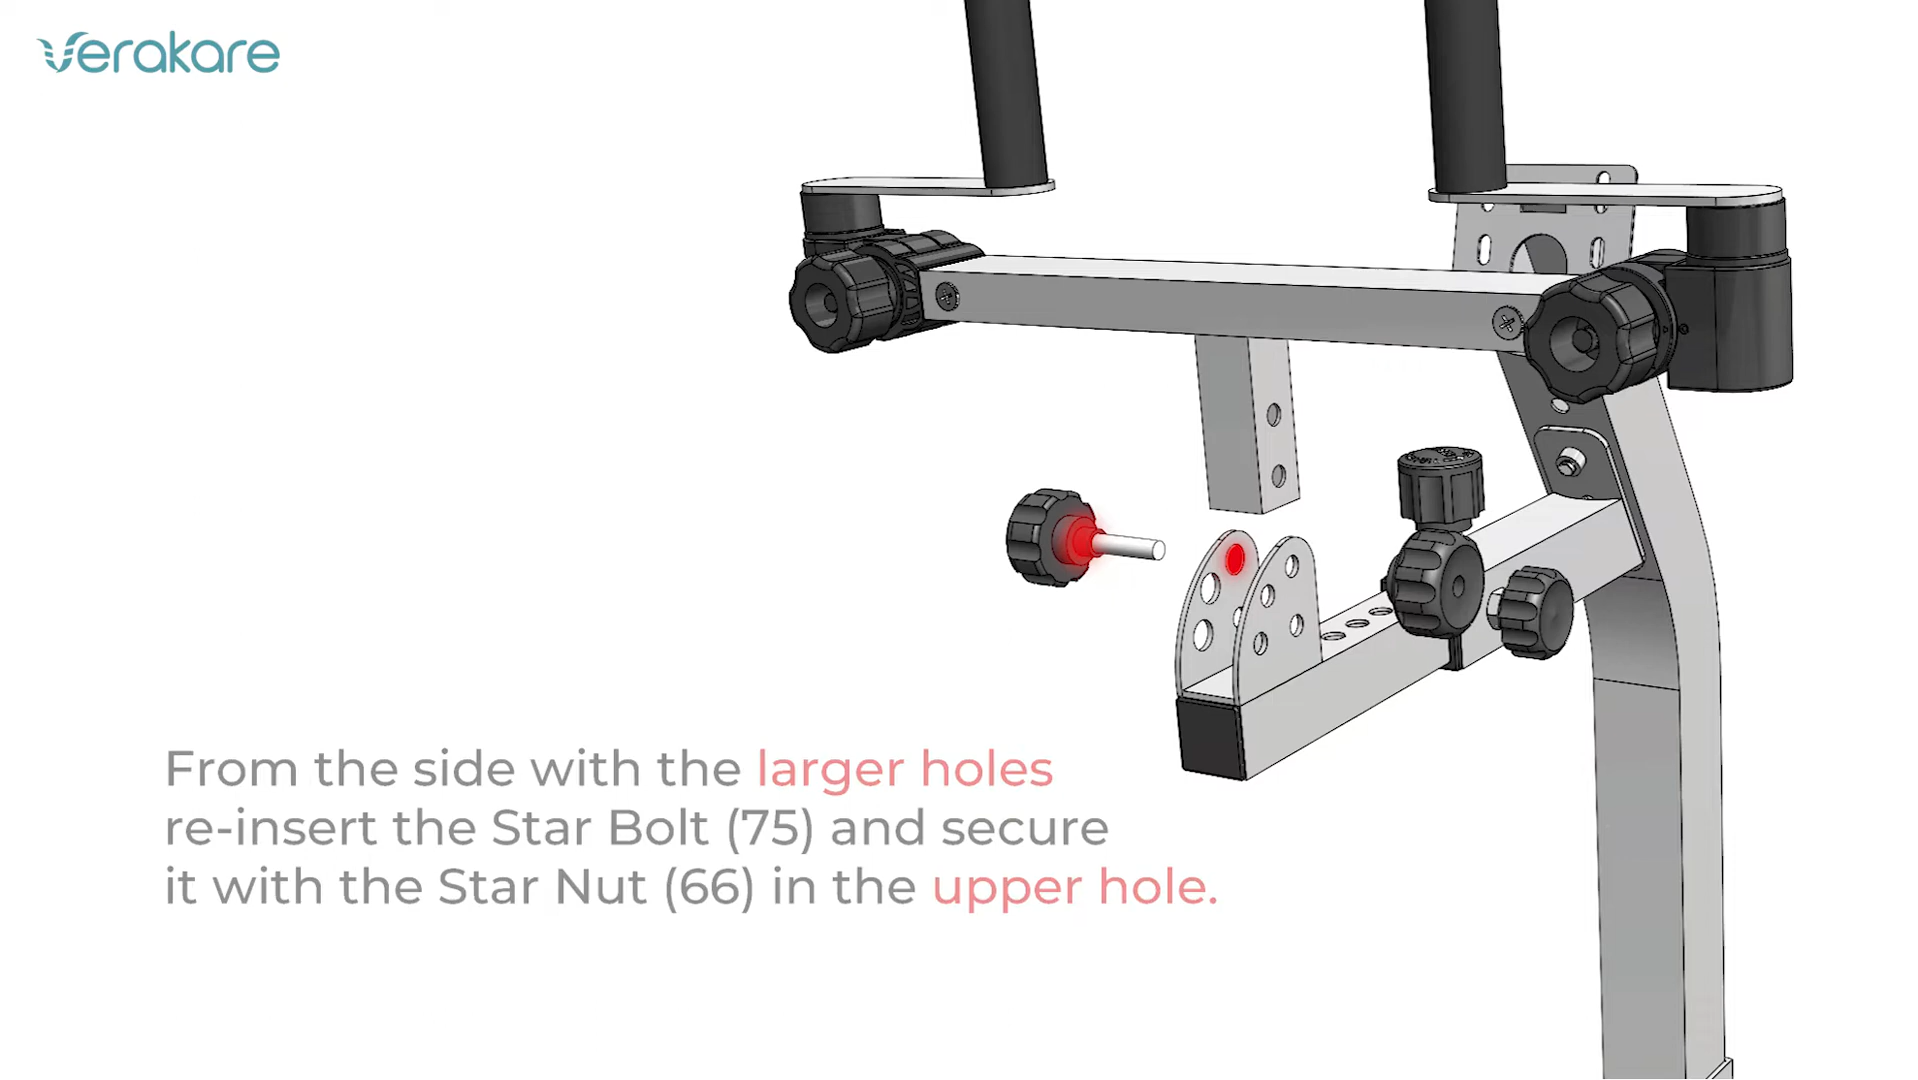 verakare
From the side with the larger holes
re-insert the Star Bolt (75) and secure
it with the Star Nut (66) in the upper hole.